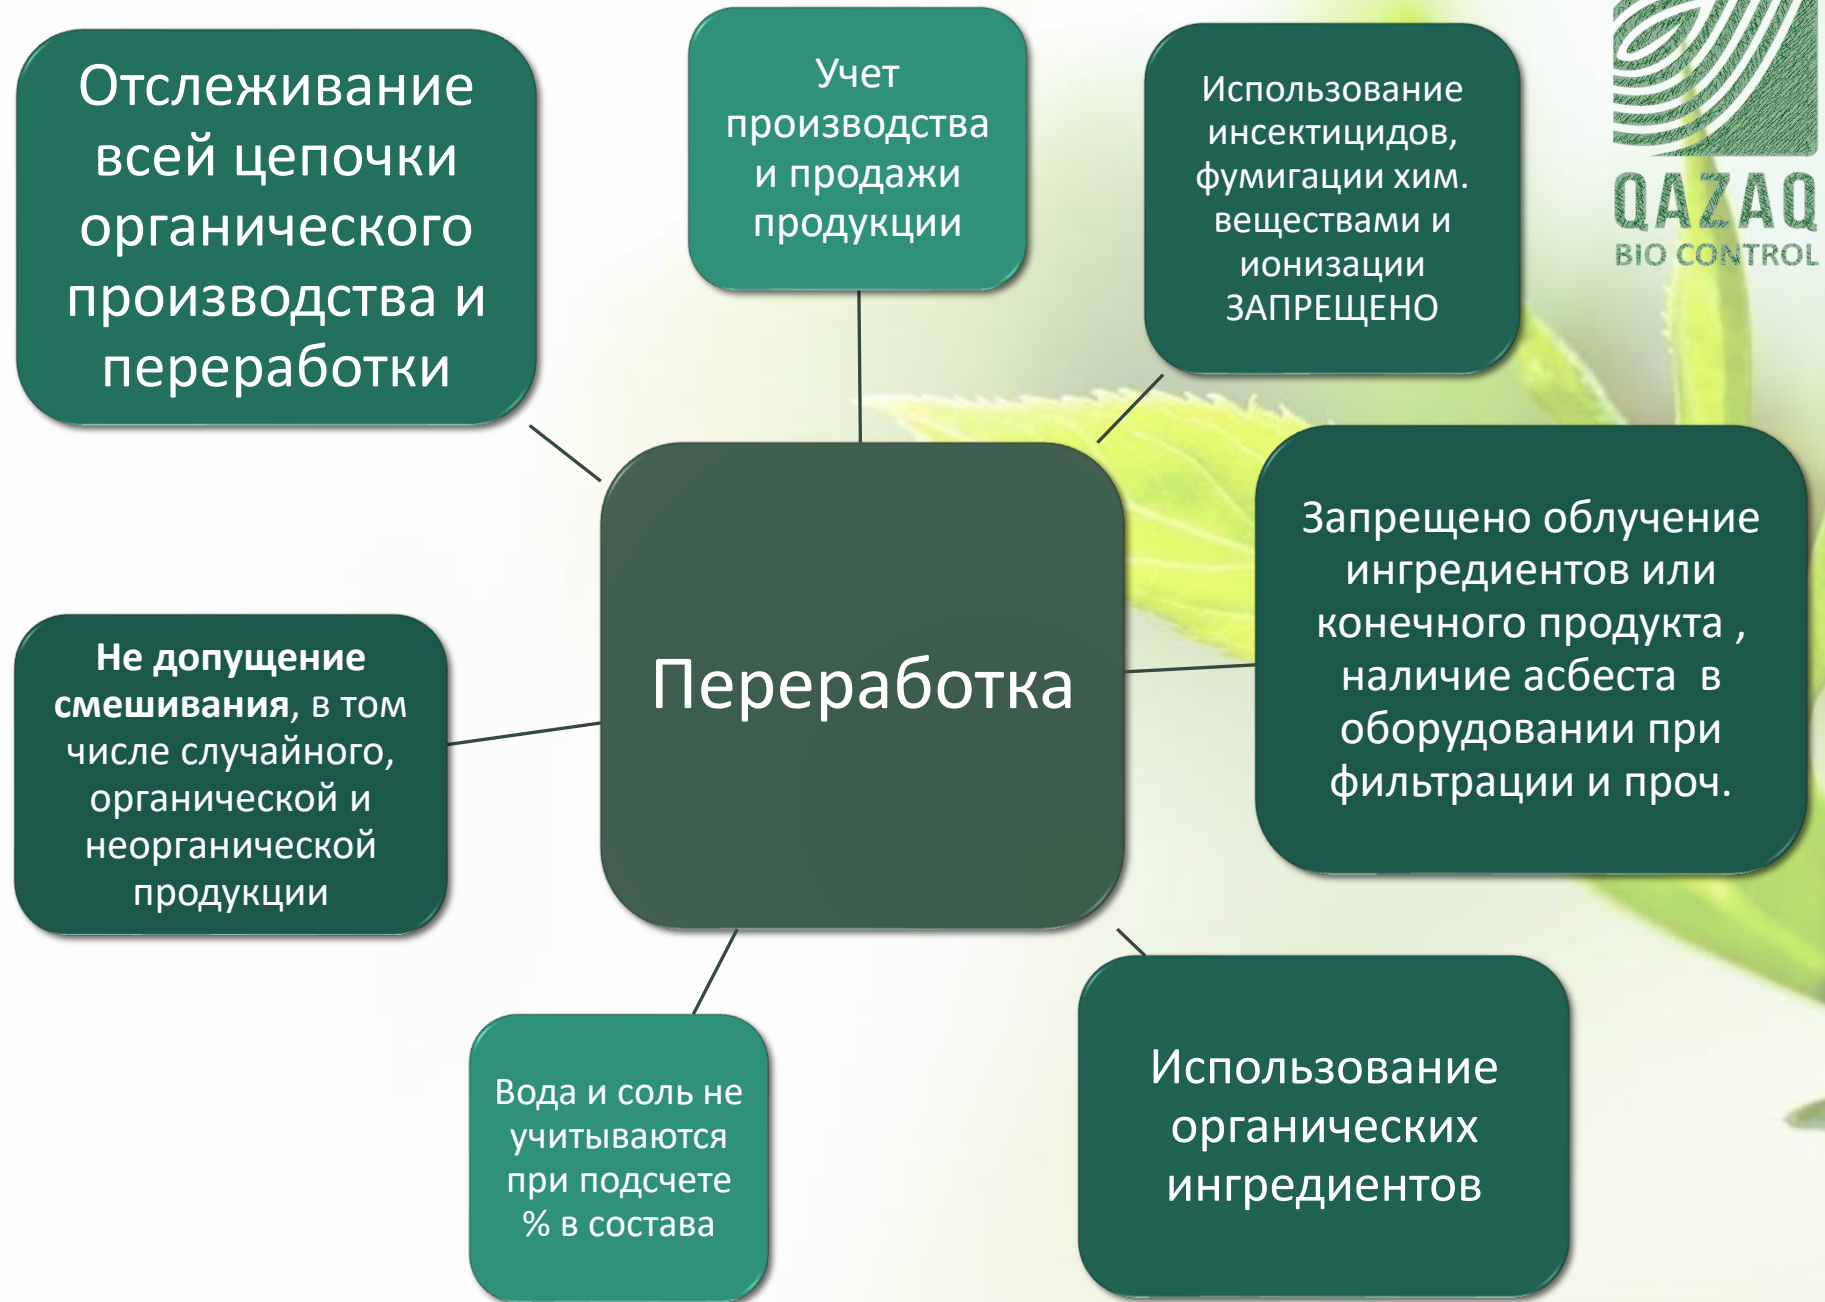 Отслеживание
всей цепочки
органического
производства и
переработки
Учет
производства
и продажи
продукции
Использование
инсектицидов,
фумигации хим.
веществами и
ионизации
ЗАПРЕЩЕНО
QAZAQ
BIO CONTROL
Запрещено облучение
ингредиентов или
конечного продукта ,
наличие асбеста  в
оборудовании при
фильтрации и проч.
Переработка
Не допущение
смешивания, в том
числе случайного,
органической и
неорганической
продукции
Вода и соль не
учитываются
при подсчете
% в состава
Использование
органических
ингредиентов